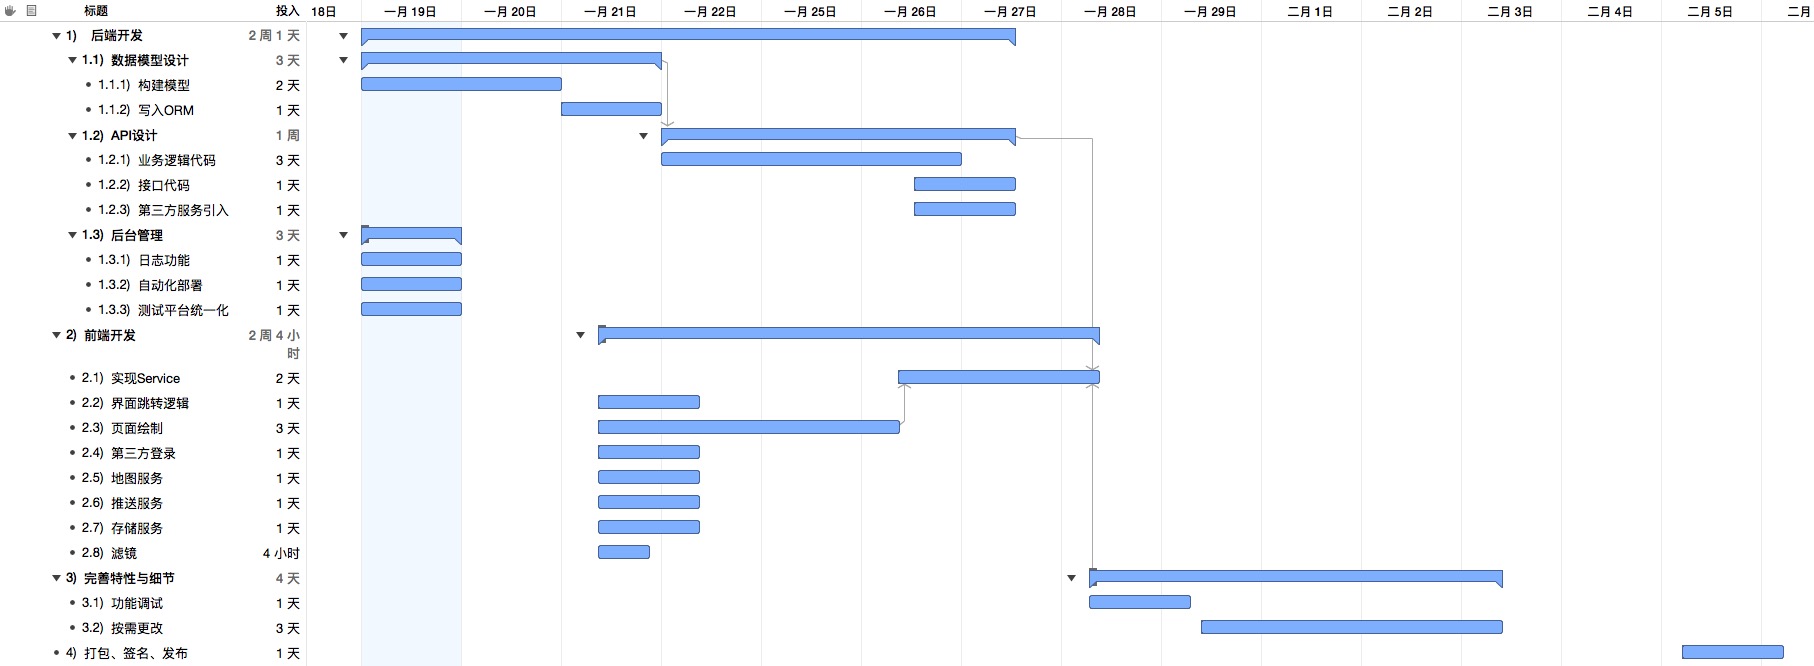 标题 投入 18日 一月 19日 一月 20日 一月 21日 一月 22日 一月 25日 一月 26日 一月 27日 一月 28日 一月 29日 二月 1日 二月 2日 二月 3日 二月 4日 二月 5日 二月
1) 后端开发 2 周 1 天
1.1) 数据模型设计 3 天
1.1.1) 构建模型 2 天
1.1.2) 写入ORM 1 天
1.2) API设计 1 周
1.2.1) 业务逻辑代码 3 天
1.2.2) 接口代码 1 天
1.2.3) 第三方服务引入 1 天
1.3) 后台管理 3 天
1.3.1) 日志功能 1 天
1.3.2) 自动化部署 1 天
1.3.3) 测试平台统一化 1 天
2) 前端开发 2 周 4 小
时
2.1) 实现Service 2 天
2.2) 界面跳转逻辑 1 天
2.3) 页面绘制 3 天
2.4) 第三方登录 1 天
2.5) 地图服务 1 天
2.6) 推送服务 1 天
2.7) 存储服务 1 天
2.8) 滤镜 4 小时
3) 完善特性与细节 4 天
3.1) 功能调试 1 天
3.2) 按需更改 3 天
4) 打包、签名、发布 1 天